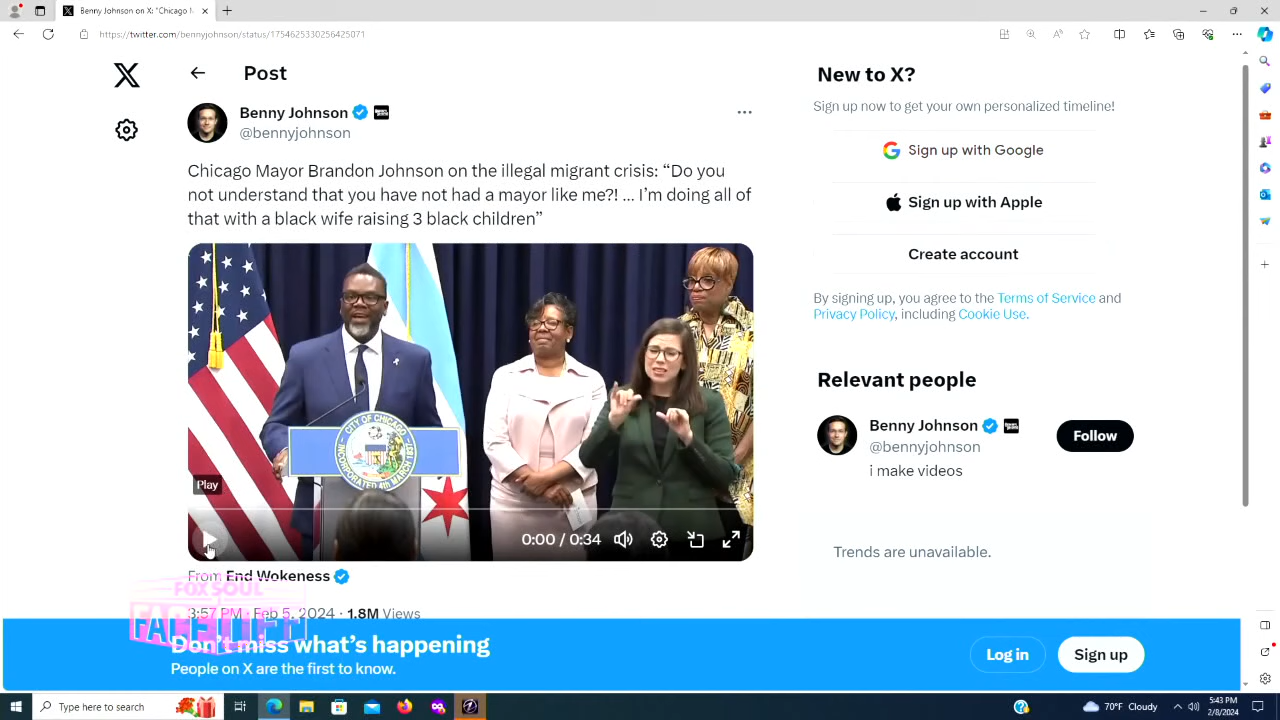 Benny Johnson on X: "Chicago M
https://twitter.com/bennyjohnson/status/1754625330256425071
Post
Benny Johnson
@bennyjohnson
Chicago Mayor Brandon Johnson on the illegal migrant crisis: “Do you
not understand that you have not had a mayor like me?! ... I’m doing all of
that with a black wife raising 3 black children”
CITY OF CHICAGO
INCORPORATED 4th MARCH 1837
Play
0:00 / 0:34
From End Wokeness
3:57 PM · Feb 5, 2024 · 1.8M Views
FOX SOUL
Don’t miss what’s happening
People on X are the first to know.
Log in
Sign up
New to X?
Sign up now to get your own personalized timeline!
Sign up with Google
Sign up with Apple
Create account
By signing up, you agree to the Terms of Service and
Privacy Policy, including Cookie Use.
Relevant people
Benny Johnson
@bennyjohnson
i make videos
Follow
Trends are unavailable.
Type here to search
70°F Cloudy
5:43 PM
2/8/2024